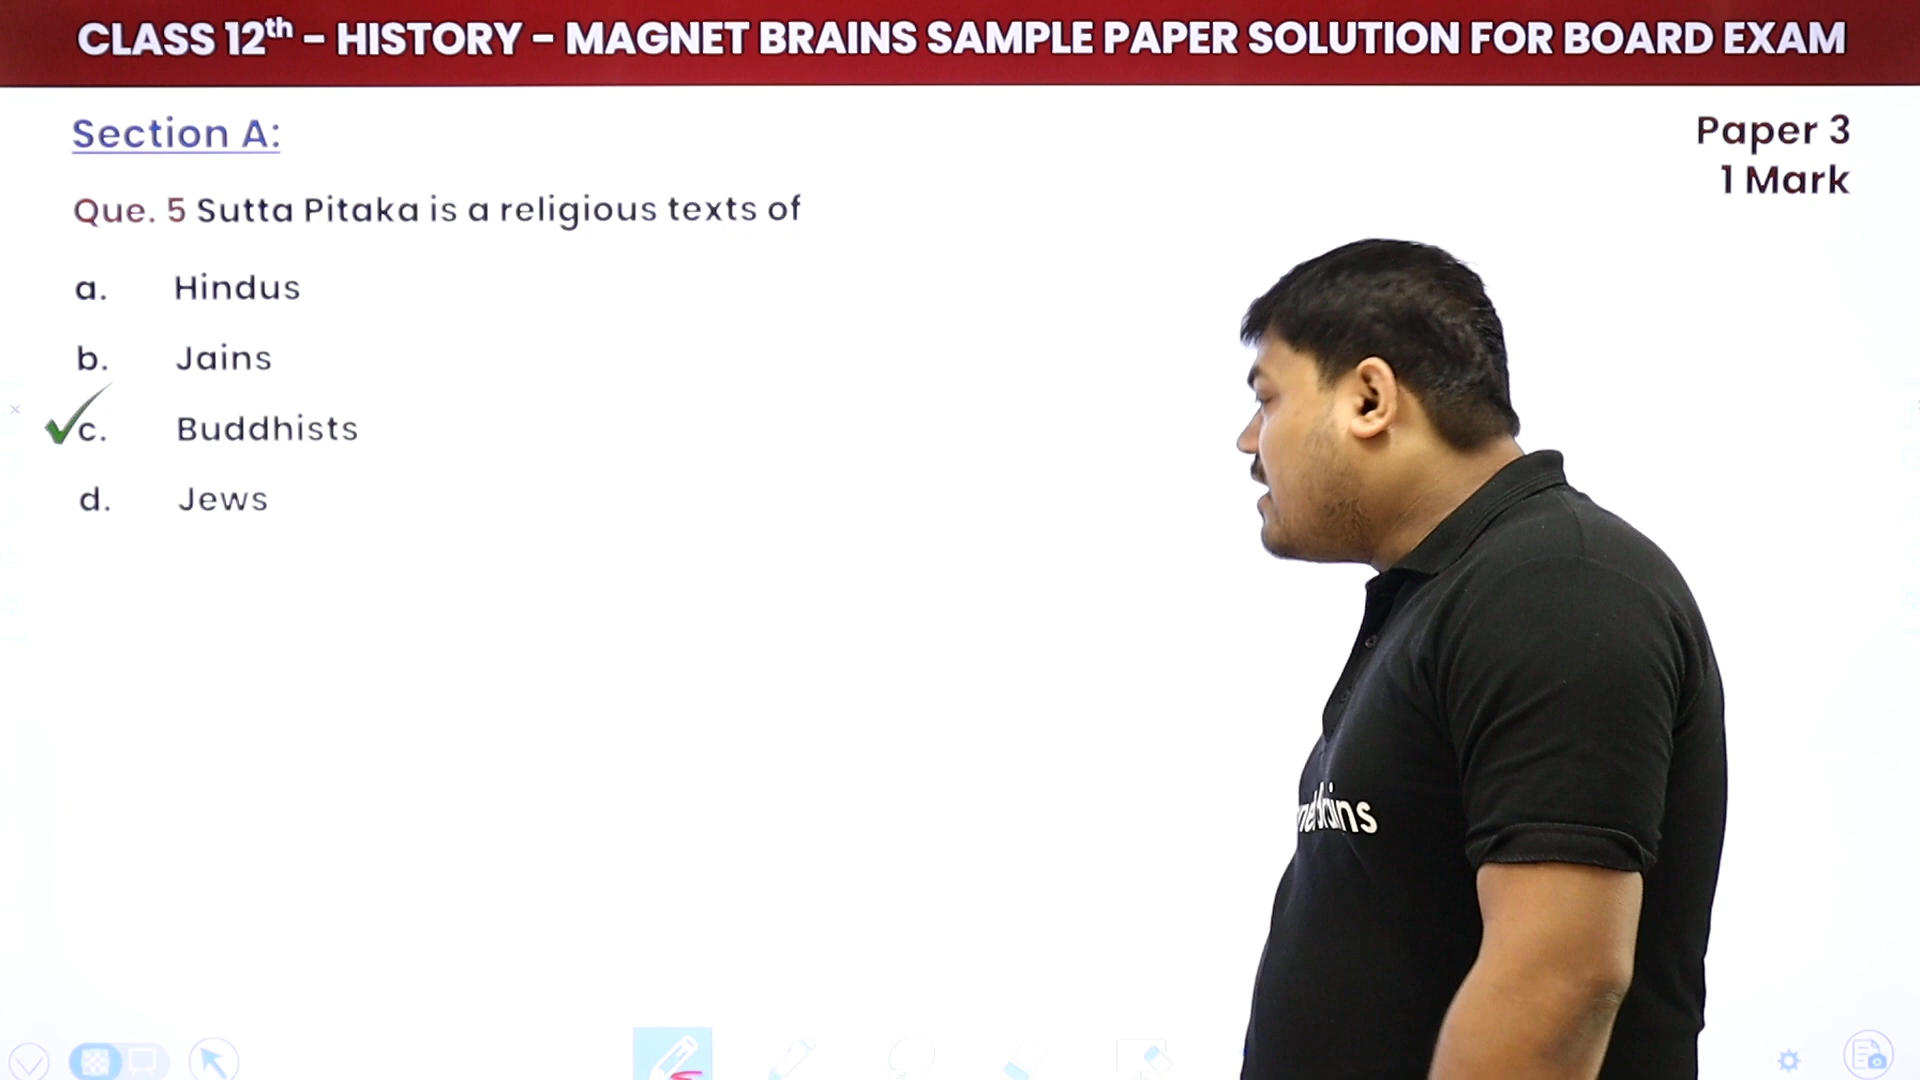 CLASS 12th - HISTORY - MAGNET BRAINS SAMPLE PAPER SOLUTION FOR BOARD EXAM
Section A:
Paper 3
1 Mark
Que. 5 Sutta Pitaka is a religious texts of
a. Hindus
b. Jains
c. Buddhists
d. Jews